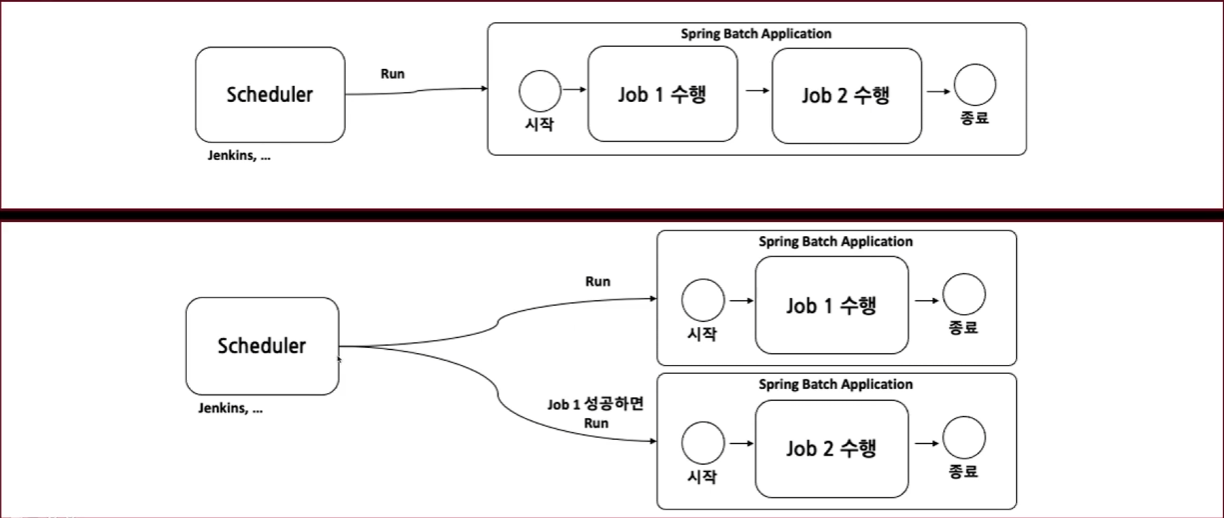 Spring Batch Application
Scheduler
Run
Job 1 수행
Job 2 수행
시작
종료
Jenkins, ...
Spring Batch Application
Run
Job 1 수행
시작
종료
Scheduler
Jenkins, ...
Spring Batch Application
Job 1 성공하면
Run
Job 2 수행
시작
종료